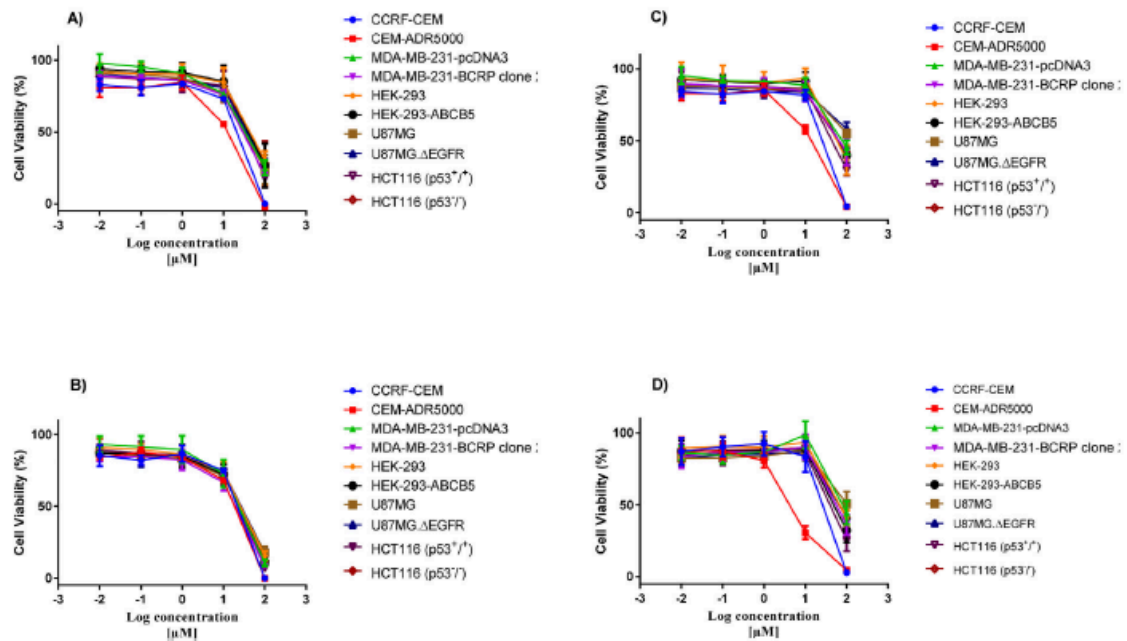 A)
Cell Viability (%)
100
50
0
-3
-2
-1
0
1
2
3
Log concentration
[µM]
CCRF-CEM
CEM-ADR5000
MDA-MB-231-pcDNA3
MDA-MB-231-BCRP clone
HEK-293
HEK-293-ABCB5
U87MG
U87MG.ΔEGFR
HCT116 (p53⁺/⁺)
HCT116 (p53⁻/⁻)
C)
Cell Viability (%)
100
50
0
-3
-2
-1
0
1
2
3
Log concentration
[µM]
CCRF-CEM
CEM-ADR5000
MDA-MB-231-pcDNA3
MDA-MB-231-BCRP clone
HEK-293
HEK-293-ABCB5
U87MG
U87MG.ΔEGFR
HCT116 (p53⁺/⁺)
HCT116 (p53⁻/⁻)
B)
Cell Viability (%)
100
50
0
-3
-2
-1
0
1
2
3
Log concentration
[µM]
CCRF-CEM
CEM-ADR5000
MDA-MB-231-pcDNA3
MDA-MB-231-BCRP clone
HEK-293
HEK-293-ABCB5
U87MG
U87MG.ΔEGFR
HCT116 (p53⁺/⁺)
HCT116 (p53⁻/⁻)
D)
Cell Viability (%)
100
50
0
-3
-2
-1
0
1
2
3
Log concentration
[µM]
CCRF-CEM
CEM-ADR5000
MDA-MB-231-pcDNA3
MDA-MB-231-BCRP clone
HEK-293
HEK-293-ABCB5
U87MG
U87MG.ΔEGFR
HCT116 (p53⁺/⁺)
HCT116 (p53⁻/)